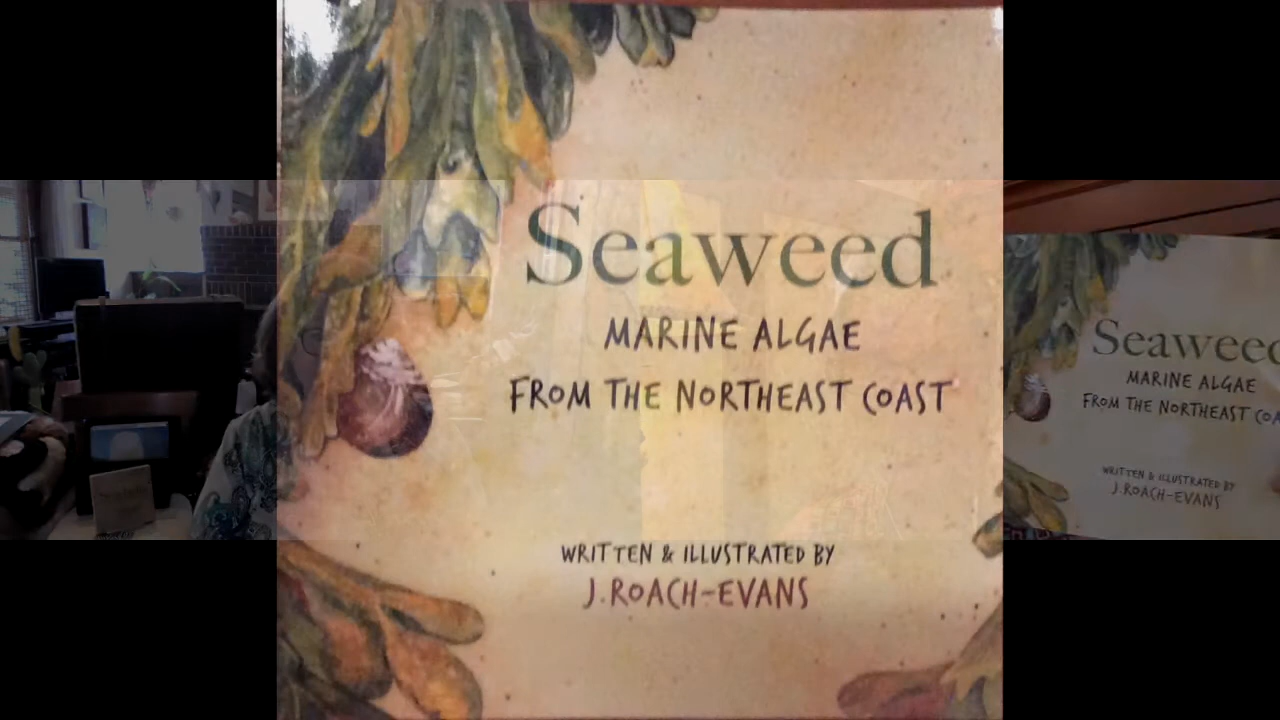 Seaweed
MARINE ALGAE
FROM THE NORTHEAST COAST
WRITTEN & ILLUSTRATED BY
J.ROACH-EVANS
Seaweed
MARINE ALGAE
FROM THE NORTHEAST COA
WRITTEN & ILLUSTRATED BY
J.ROACH-EVANS